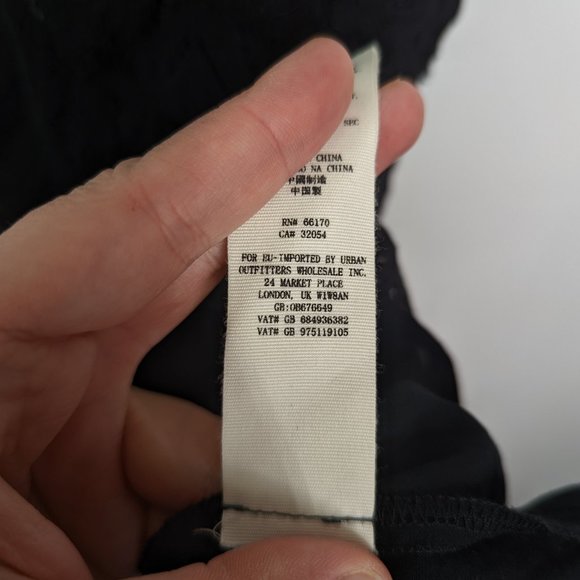 SEC
CHINA
NA CHINA
中國制造
中国製
RN# 66170
CA# 32054
FOR EU-IMPORTED BY URBAN
OUTFITTERS WHOLESALE INC.
24 MARKET PLACE
LONDON, UK W1W8AN
GB:OB676649
VAT# GB 684936382
VAT# GB 975119105